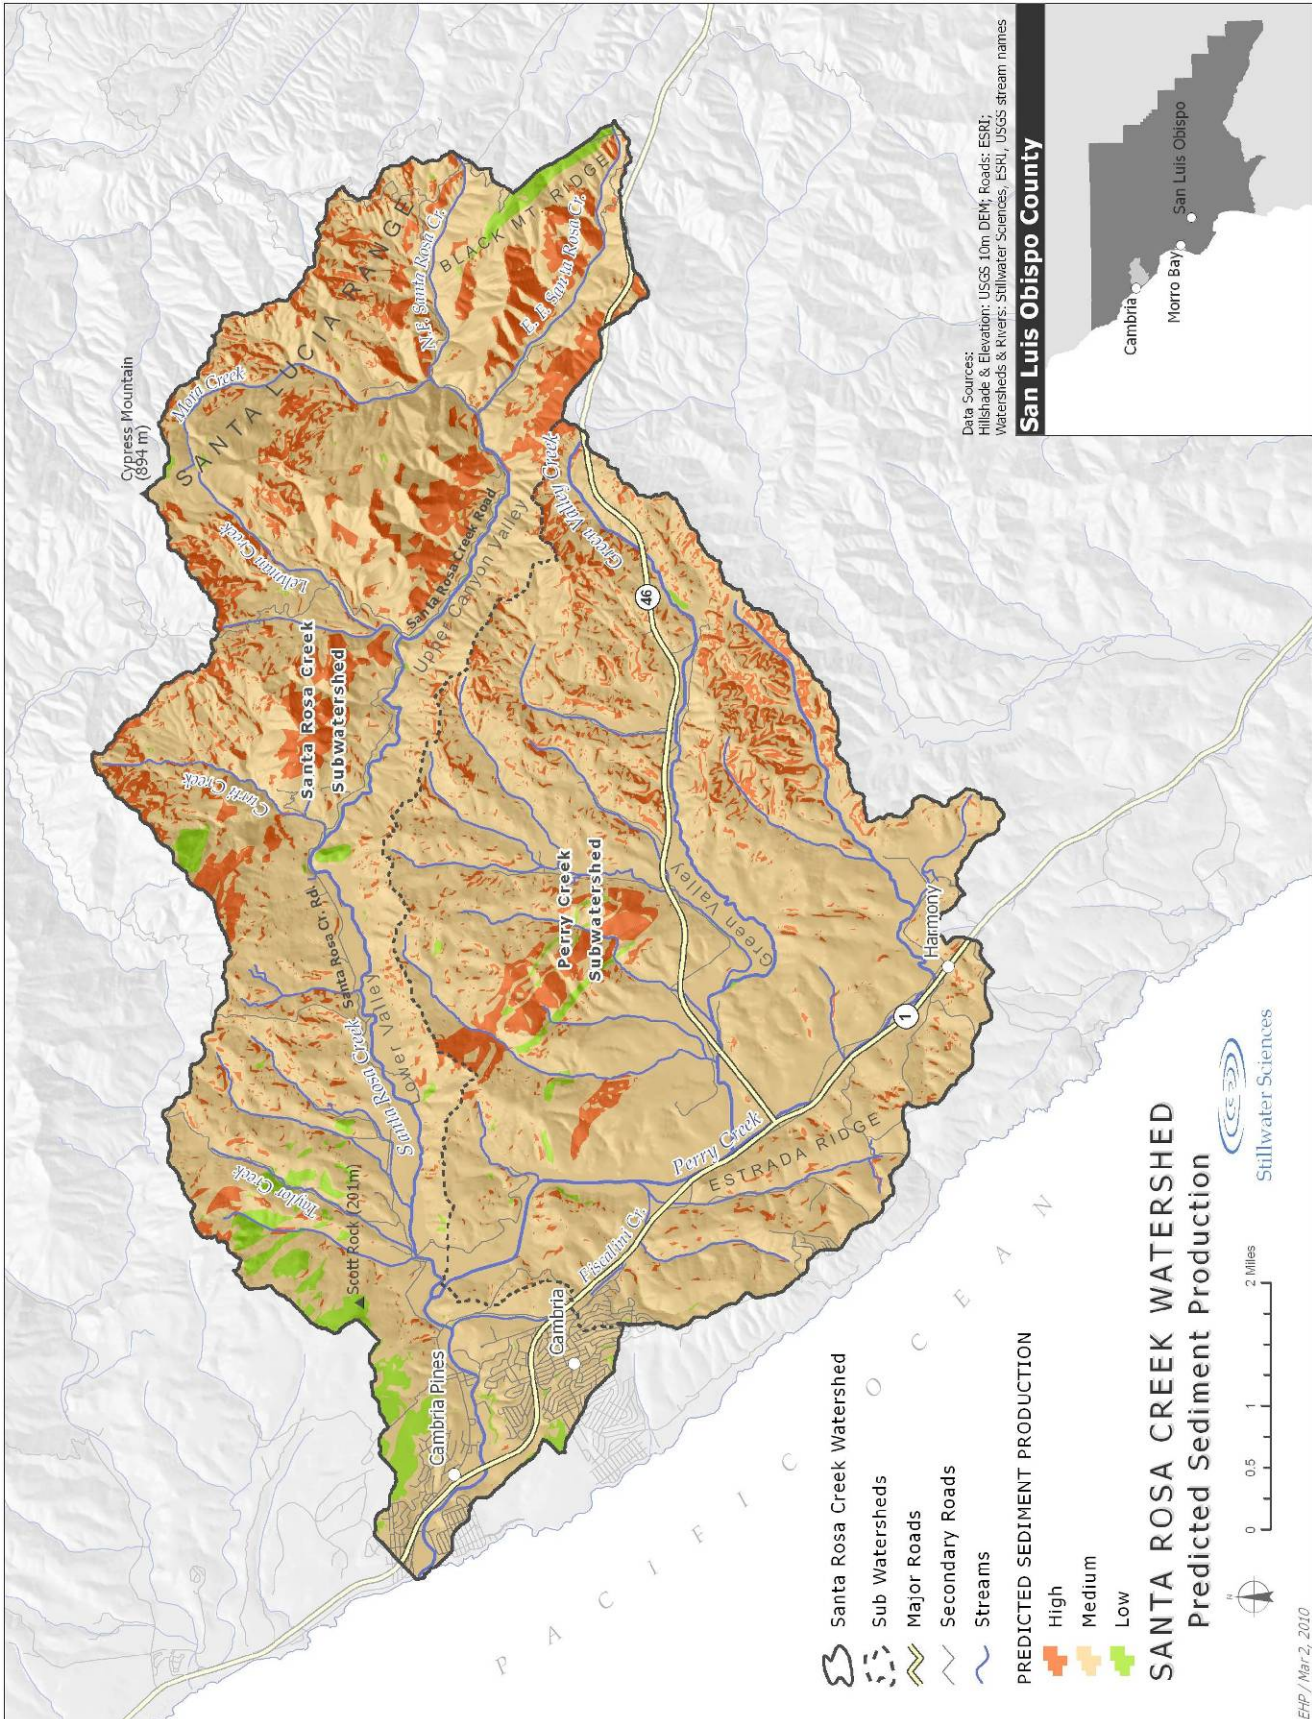 Cypress Mountain
(894 m)
Mora Creek
SANTA LUCIA RANGE
Lehman Creek
N.F. Santa Rosa Cr.
BLACK MT. RIDGE
E. F. Santa Rosa Cr.
Curti Creek
Santa Rosa Creek
Subwatershed
Santa Rosa Creek Road
Upper Canyon Valley
Green Valley Creek
46
Taylor Creek
Scott Rock (201m)
Santa Rosa Cr. Rd.
Santa Rosa Creek
Lower Valley
Perry Creek
Subwatershed
Green Valley
Cambria Pines
Cambria
Fiscalini Cr.
Perry Creek
ESTRADA RIDGE
1
Harmony
PACIFIC OCEAN
Santa Rosa Creek Watershed
Sub Watersheds
Major Roads
Secondary Roads
Streams
PREDICTED SEDIMENT PRODUCTION
High
Medium
Low
SANTA ROSA CREEK WATERSHED
Predicted Sediment Production
N
0 0.5 1 2 Miles
Stillwater Sciences
Data Sources:
Hillshade & Elevation: USGS 10m DEM; Roads: ESRI;
Watersheds & Rivers: Stillwater Sciences, ESRI, USGS stream names
San Luis Obispo County
Cambria
Morro Bay
San Luis Obispo
EHP / Mar 2, 2010